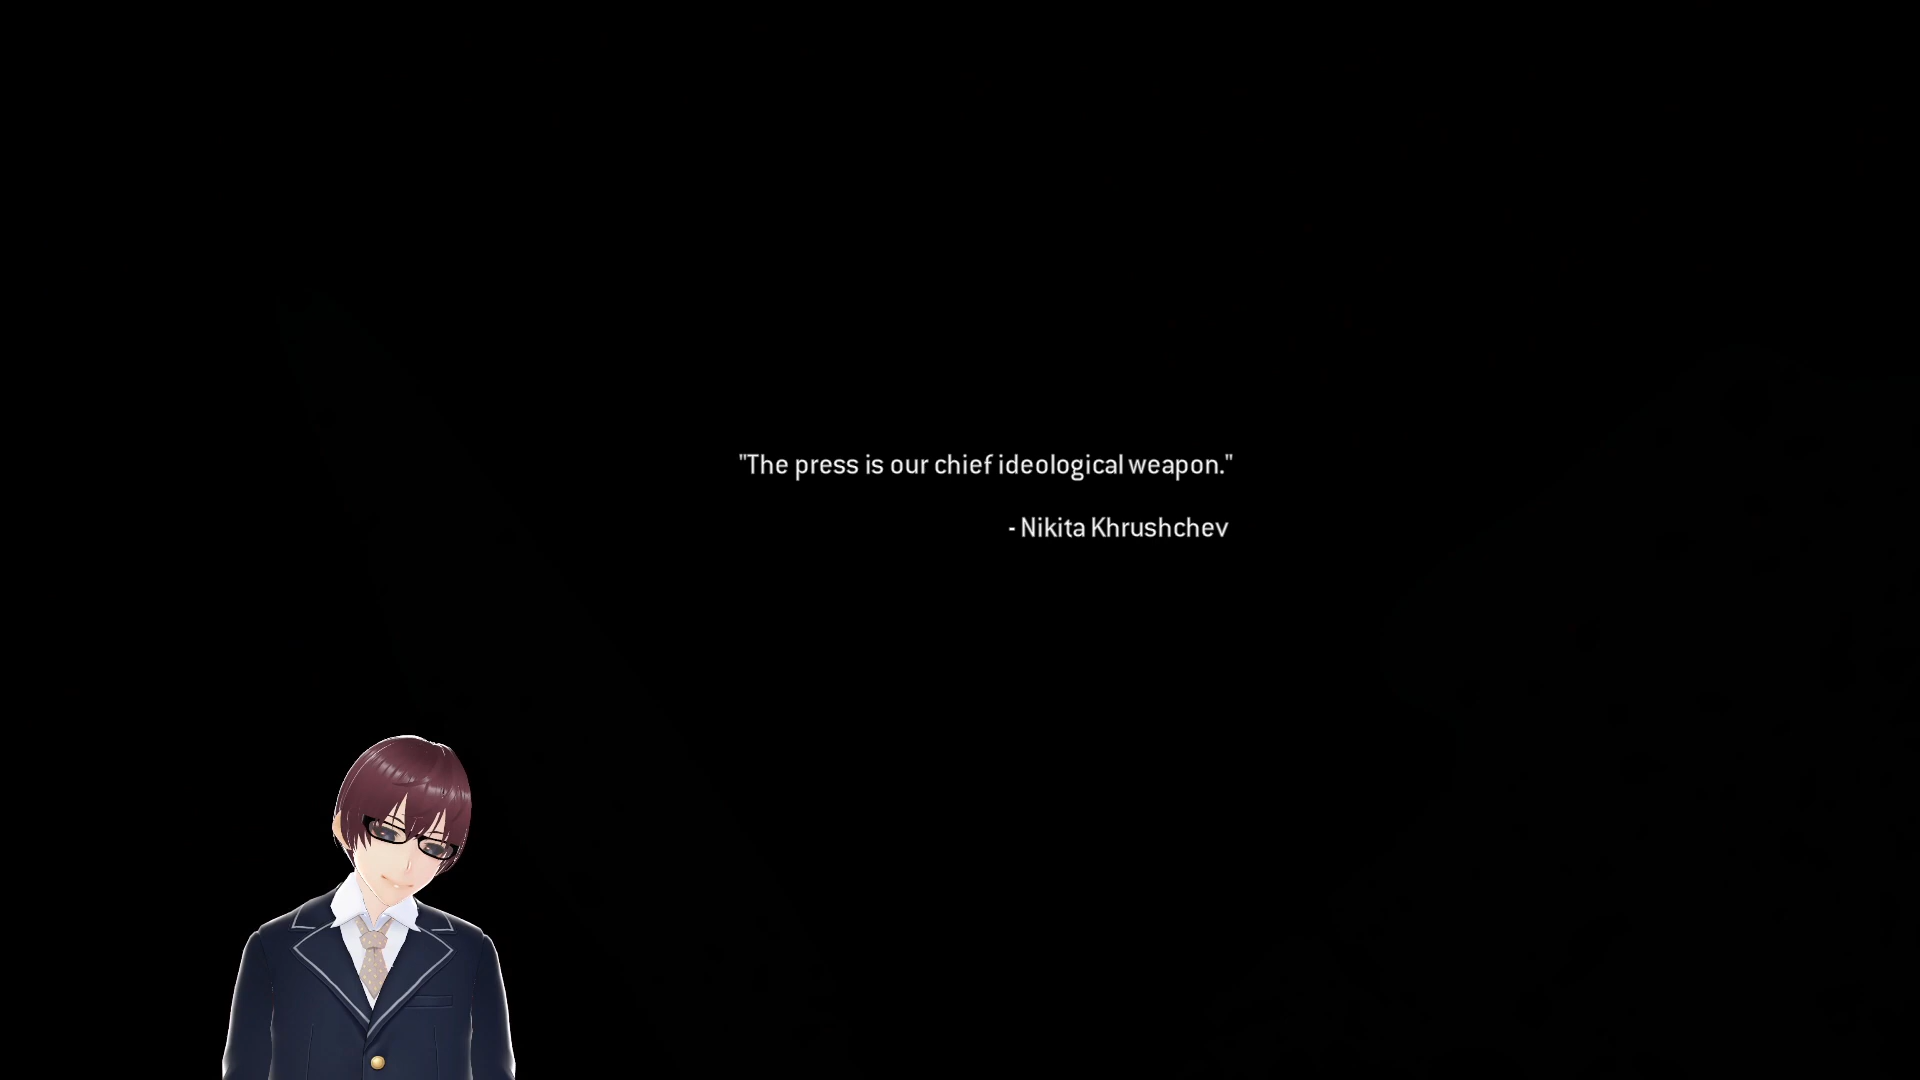 "The press is our chief ideological weapon."
- Nikita Khrushchev